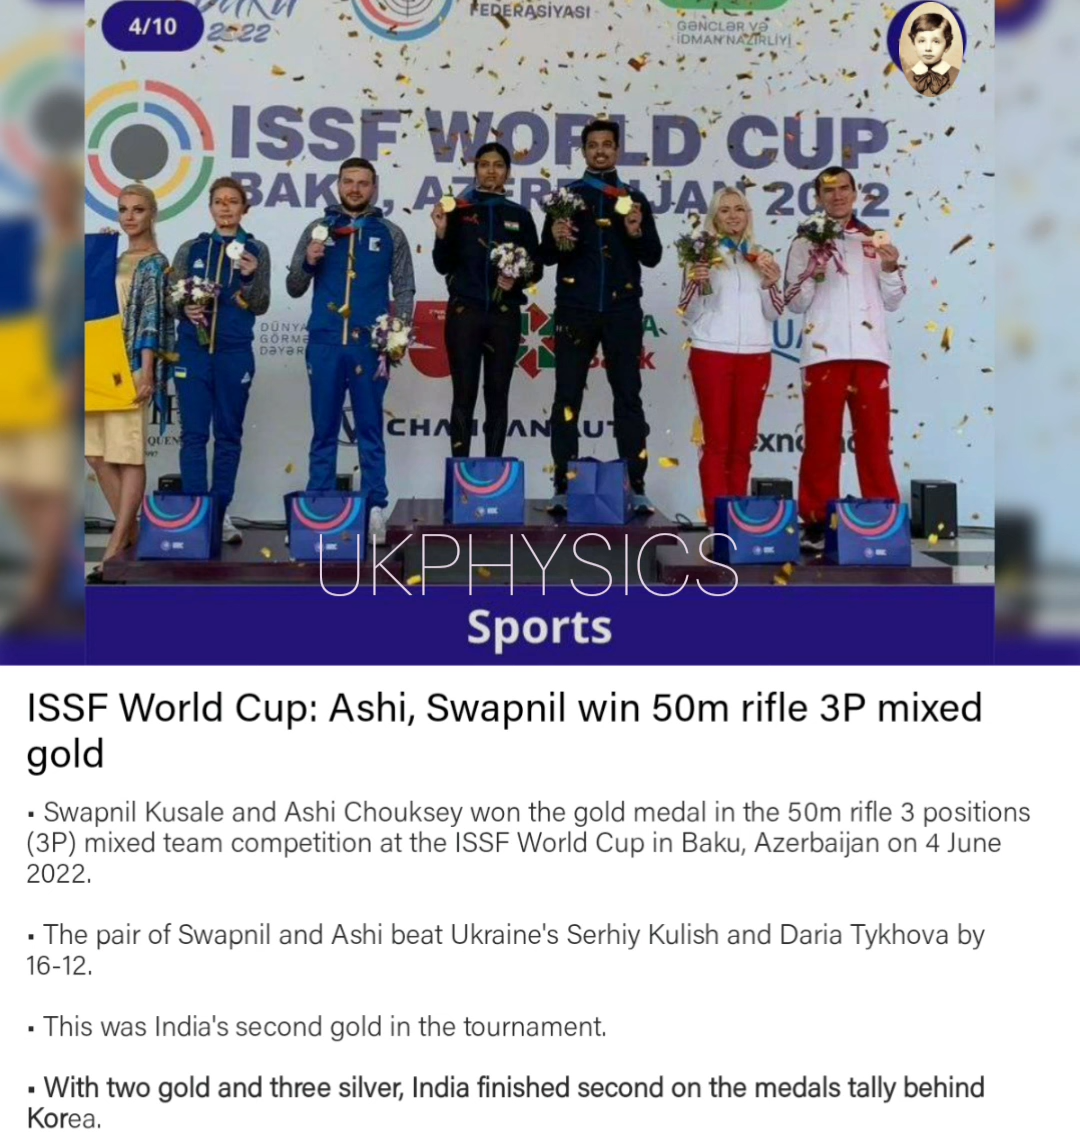 4/10
2022
FEDERASİYASI
GƏNCLƏR VƏ
İDMAN NAZİRLİYİ
ISSF WORLD CUP
BAKU, AZERBAIJAN 2022
DÜNYA
GÖRMƏ
DƏYƏR
UKPHYSICS
Sports
ISSF World Cup: Ashi, Swapnil win 50m rifle 3P mixed
gold
▪ Swapnil Kusale and Ashi Chouksey won the gold medal in the 50m rifle 3 positions
(3P) mixed team competition at the ISSF World Cup in Baku, Azerbaijan on 4 June
2022.
▪ The pair of Swapnil and Ashi beat Ukraine's Serhiy Kulish and Daria Tykhova by
16-12.
▪ This was India's second gold in the tournament.
▪ With two gold and three silver, India finished second on the medals tally behind
Korea.